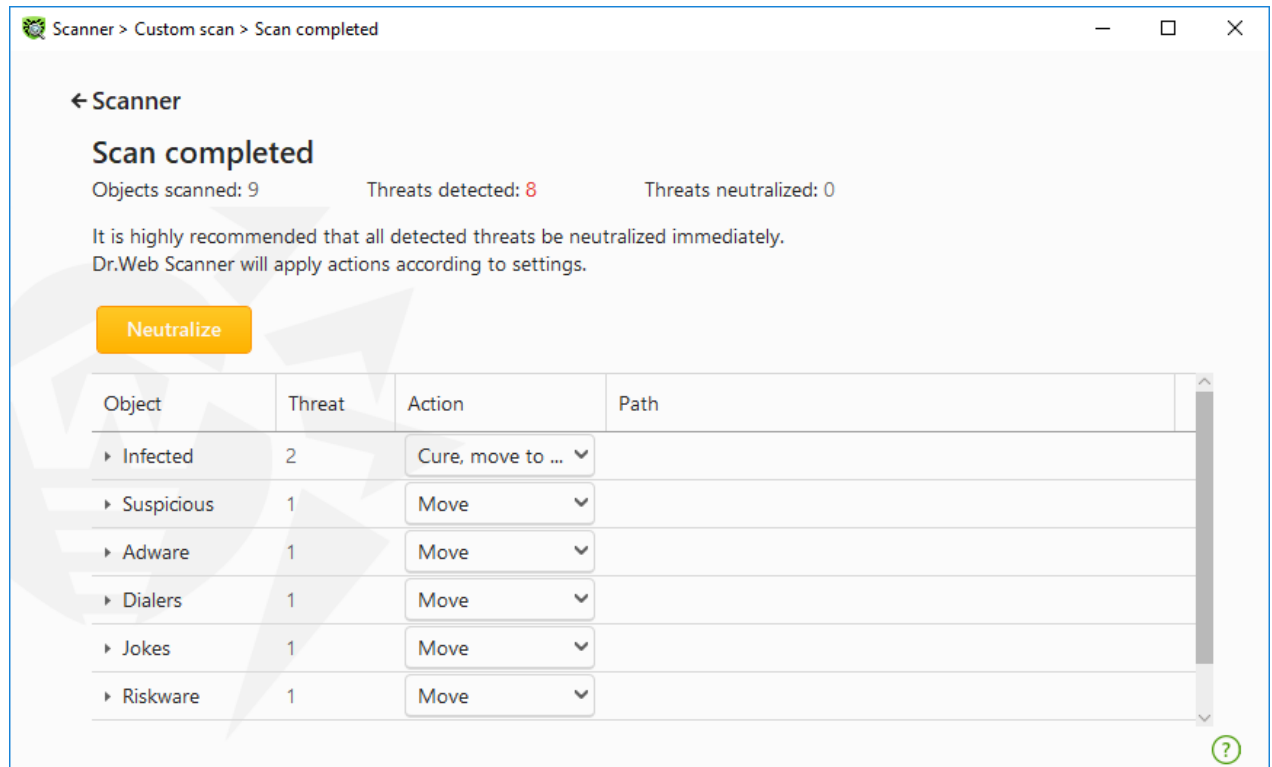 Scanner > Custom scan > Scan completed
Scanner
Scan completed
Objects scanned: 9 Threats detected: 8 Threats neutralized: 0
It is highly recommended that all detected threats be neutralized immediately.
Dr.Web Scanner will apply actions according to settings.
Neutralize
Object Threat Action Path
Infected 2 Cure, move to ...
Suspicious 1 Move
Adware 1 Move
Dialers 1 Move
Jokes 1 Move
Riskware 1 Move
?